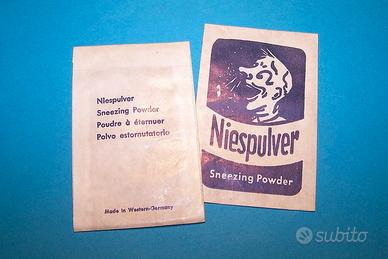 Niespulver
Sneezing Powder
Poudre à éternuer
Polvo estornutatorio
Made in Western-Germany
Niespulver
Sneezing Powder
subito